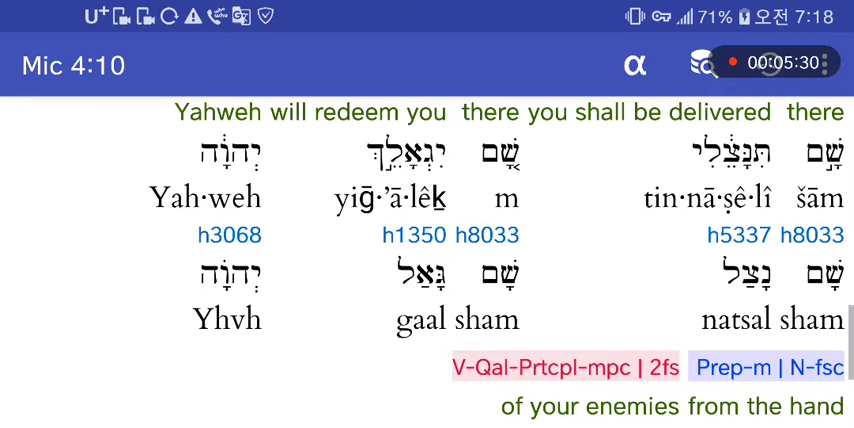 U+ 71% 오전 7:18
Mic 4:10 α 00:05:30
Yahweh will redeem you there you shall be delivered there
שָׁ֣ם תִּנָּצֵ֔לִי שָּׁ֚ם יִגְאָלֵ֣ךְ יְהוָ֔ה
Yah·weh yiḡ·’ā·lêḵ m tin·nā·ṣê·lî šām
h3068 h1350 h8033 h5337 h8033
שָׁם נָצַל שָׁם גָּאַל יְהוָֹה
Yhvh gaal sham natsal sham
V-Qal-Prtcpl-mpc | 2fs Prep-m | N-fsc
of your enemies from the hand